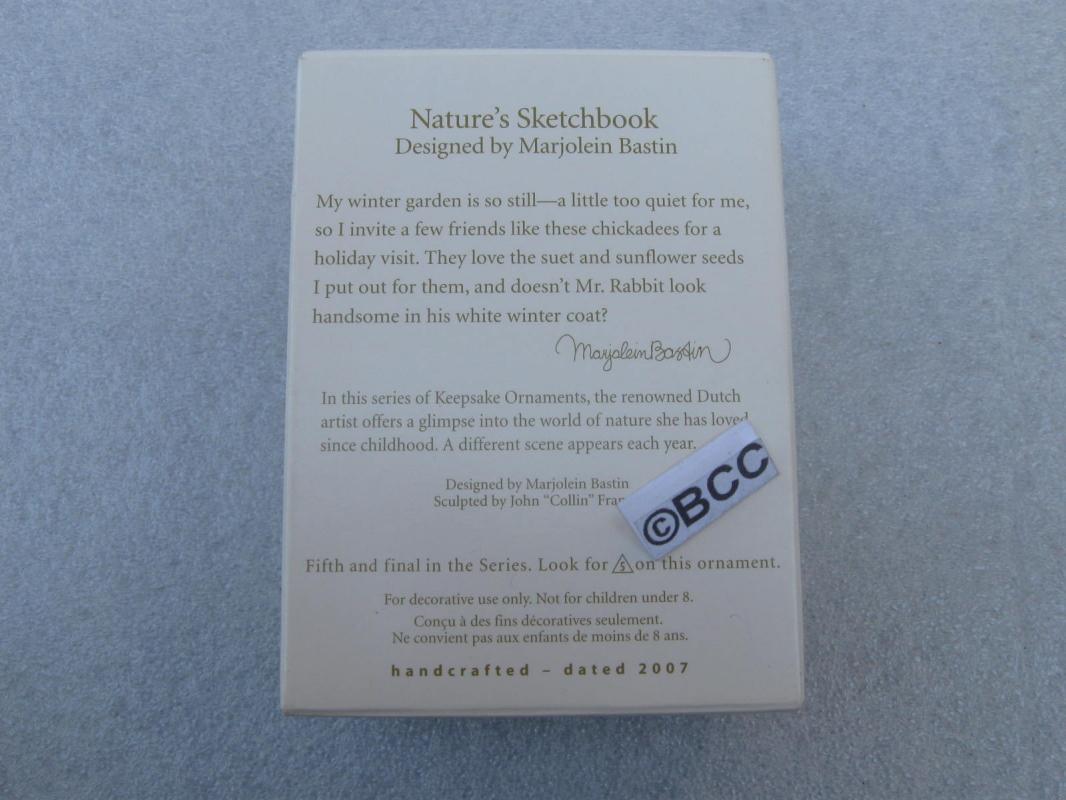 Nature's Sketchbook
Designed by Marjolein Bastin
My winter garden is so still—a little too quiet for me,
so I invite a few friends like these chickadees for a
holiday visit. They love the suet and sunflower seeds
I put out for them, and doesn't Mr. Rabbit look
handsome in his white winter coat?
Marjolein Bastin
In this series of Keepsake Ornaments, the renowned Dutch
artist offers a glimpse into the world of nature she has loved
since childhood. A different scene appears each year.
©BCC
Designed by Marjolein Bastin
Sculpted by John "Collin"
Fifth and final in the Series. Look for 5 on this ornament.
For decorative use only. Not for children under 8.
Conçu à des fins décoratives seulement.
Ne convient pas aux enfants de moins de 8 ans.
handcrafted – dated 2007